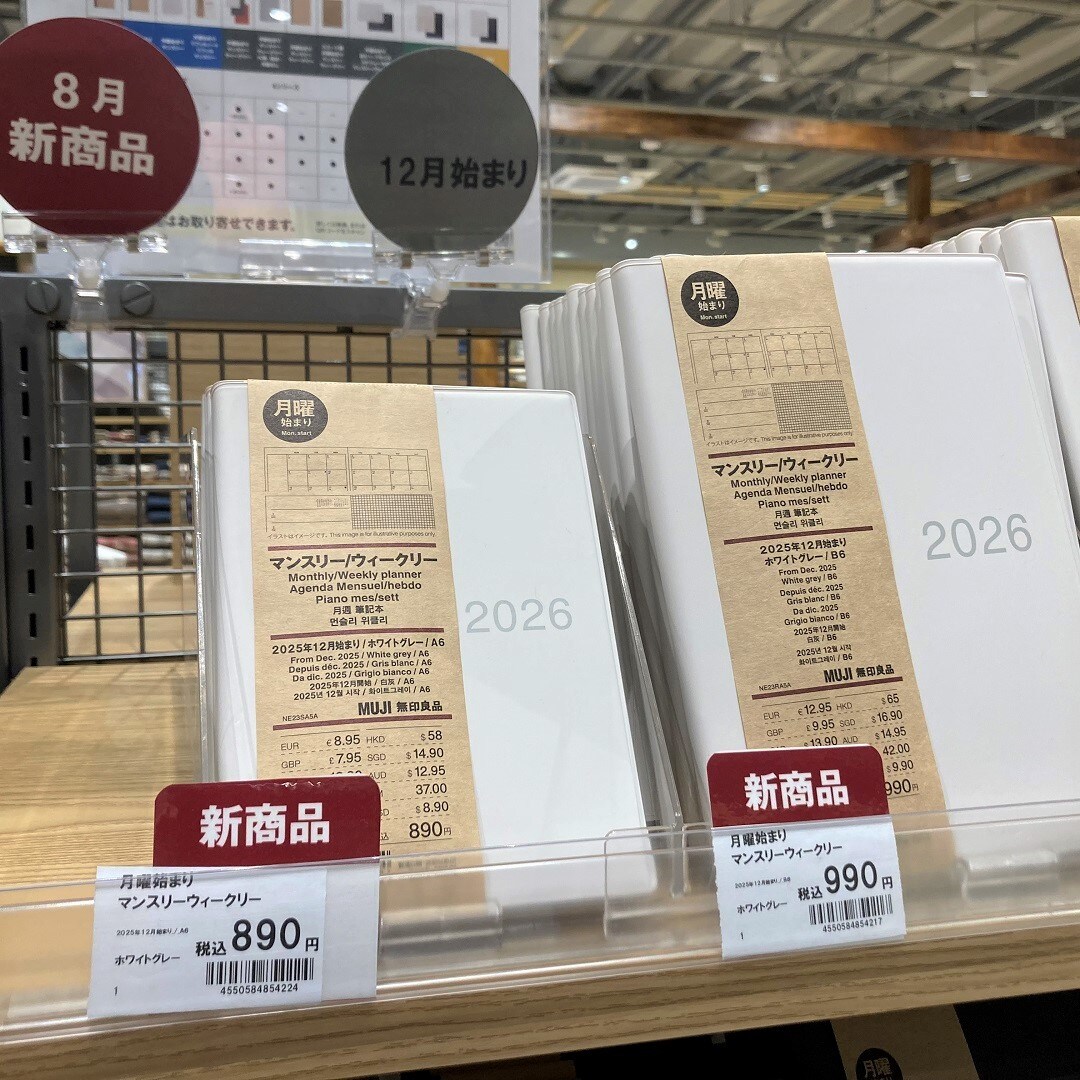 8月
新商品
12月始まり
はお取り寄せできます。
月曜
始まり
Mon. start
イラストはイメージです。This image is for illustrative purposes only.
マンスリー/ウィークリー
Monthly/Weekly planner
Agenda Mensuel/hebdo
Piano mes/sett
月週 筆記本
먼슬리 위클리
2025年12月始まり/ホワイトグレー/A6
From Dec. 2025 / White grey / A6
Depuis déc. 2025 / Gris blanc / A6
Da dic. 2025 / Grigio bianco / A6
2025年12月開始 / 白灰 / A6
2025년 12월 시작 / 화이트그레이 / A6
MUJI 無印良品
NE23SA5A
EUR €8.95 HKD $58
GBP £7.95 SGD $14.90
AUD $12.95
37.00
$8.90
890円
2026
月曜
始まり
Mon. start
イラストはイメージです。This image is for illustrative purposes only.
マンスリー/ウィークリー
Monthly/Weekly planner
Agenda Mensuel/hebdo
Piano mes/sett
月週 筆記本
먼슬리 위클리
2025年12月始まり
ホワイトグレー/B6
From Dec. 2025
White grey / B6
Depuis déc. 2025
Gris blanc / B6
Da dic. 2025
Grigio bianco / B6
2025年12月開始
白灰 / B6
2025년 12월 시작
화이트그레이 / B6
MUJI 無印良品
NE23RA5A
EUR €12.95 HKD $65
GBP £9.95 SGD $16.90
13.90 AUD $14.95
42.00
$9.90
990円
2026
新商品
月曜始まり
マンスリーウィークリー
2025年12月始まり./A6
税込890円
ホワイトグレー
1
4550584854224
新商品
月曜始まり
マンスリーウィークリー
2025年12月始まり./B6
税込990円
ホワイトグレー
1
4550584854217
月曜